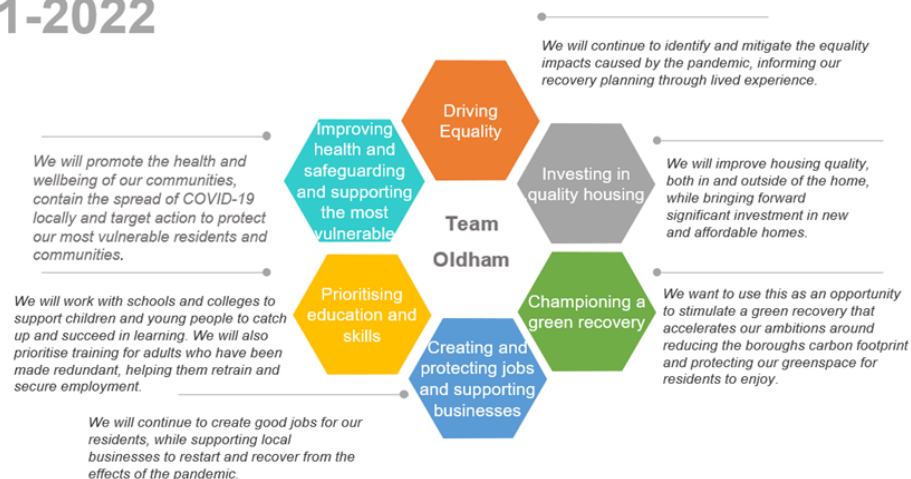 1-2022
We will continue to identify and mitigate the equality
impacts caused by the pandemic, informing our
recovery planning through lived experience.
Driving
Equality
Improving
health and
safeguarding
and supporting
the most
vulnerable
We will promote the health and
wellbeing of our communities,
contain the spread of COVID-19
locally and target action to protect
our most vulnerable residents and
communities.
Investing in
quality housing
We will improve housing quality,
both in and outside of the home,
while bringing forward
significant investment in new
and affordable homes.
Team
Oldham
Prioritising
education and
skills
We will work with schools and colleges to
support children and young people to catch
up and succeed in learning. We will also
prioritise training for adults who have been
made redundant, helping them retrain and
secure employment.
Championing a
green recovery
We want to use this as an opportunity
to stimulate a green recovery that
accelerates our ambitions around
reducing the boroughs carbon footprint
and protecting our greenspace for
residents to enjoy.
Creating and
protecting jobs
and supporting
businesses
We will continue to create good jobs for our
residents, while supporting local
businesses to restart and recover from the
effects of the pandemic.